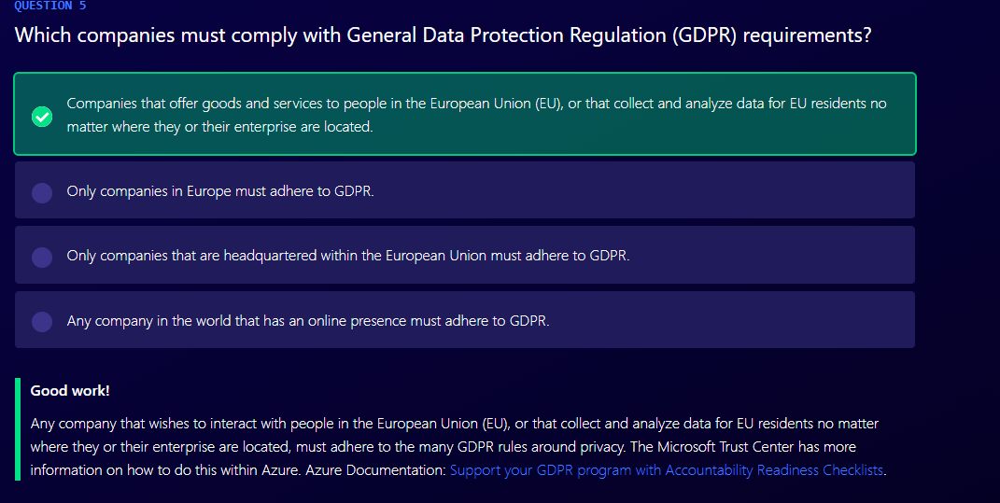 QUESTION 5
Which companies must comply with General Data Protection Regulation (GDPR) requirements?
Companies that offer goods and services to people in the European Union (EU), or that collect and analyze data for EU residents no
matter where they or their enterprise are located.
Only companies in Europe must adhere to GDPR.
Only companies that are headquartered within the European Union must adhere to GDPR.
Any company in the world that has an online presence must adhere to GDPR.
Good work!
Any company that wishes to interact with people in the European Union (EU), or that collect and analyze data for EU residents no matter
where they or their enterprise are located, must adhere to the many GDPR rules around privacy. The Microsoft Trust Center has more
information on how to do this within Azure. Azure Documentation: Support your GDPR program with Accountability Readiness Checklists.